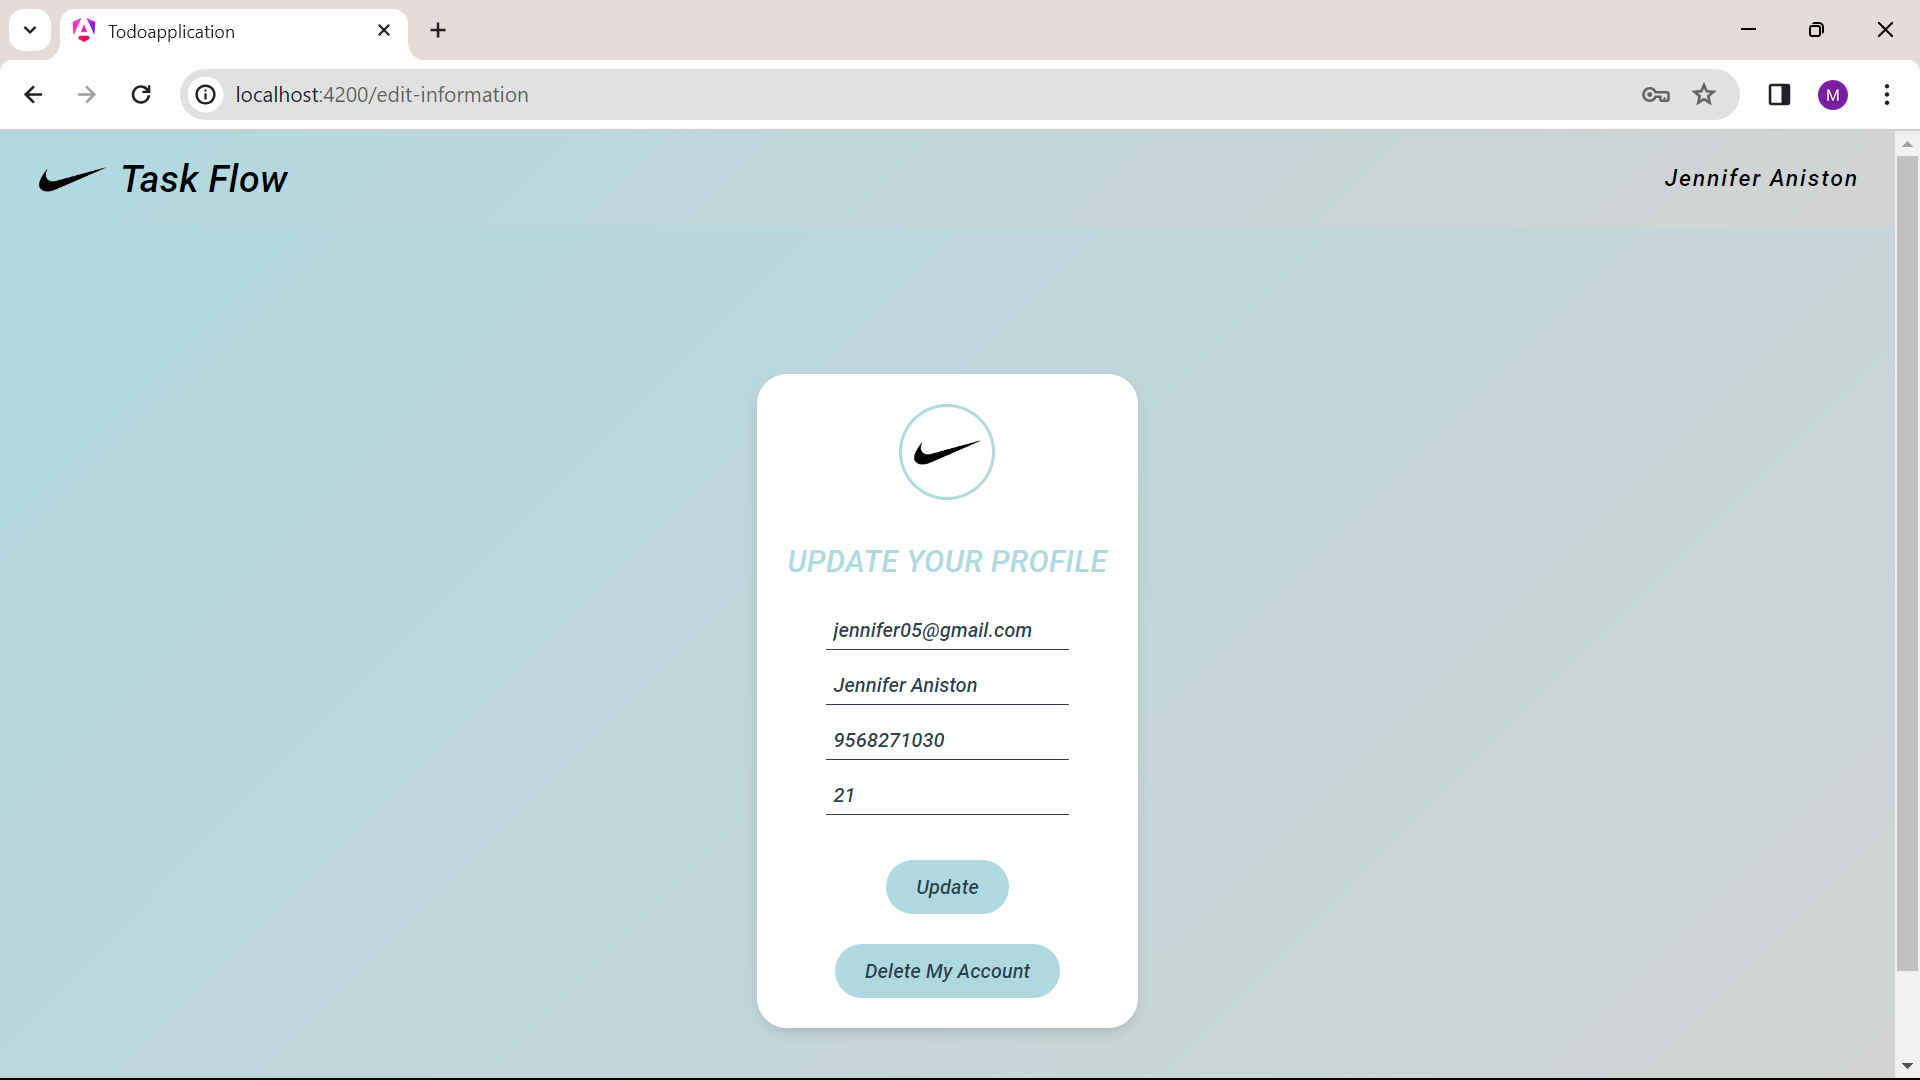 Todoapplication
localhost:4200/edit-information
M
Task Flow
Jennifer Aniston
UPDATE YOUR PROFILE
jennifer05@gmail.com
Jennifer Aniston
9568271030
21
Update
Delete My Account